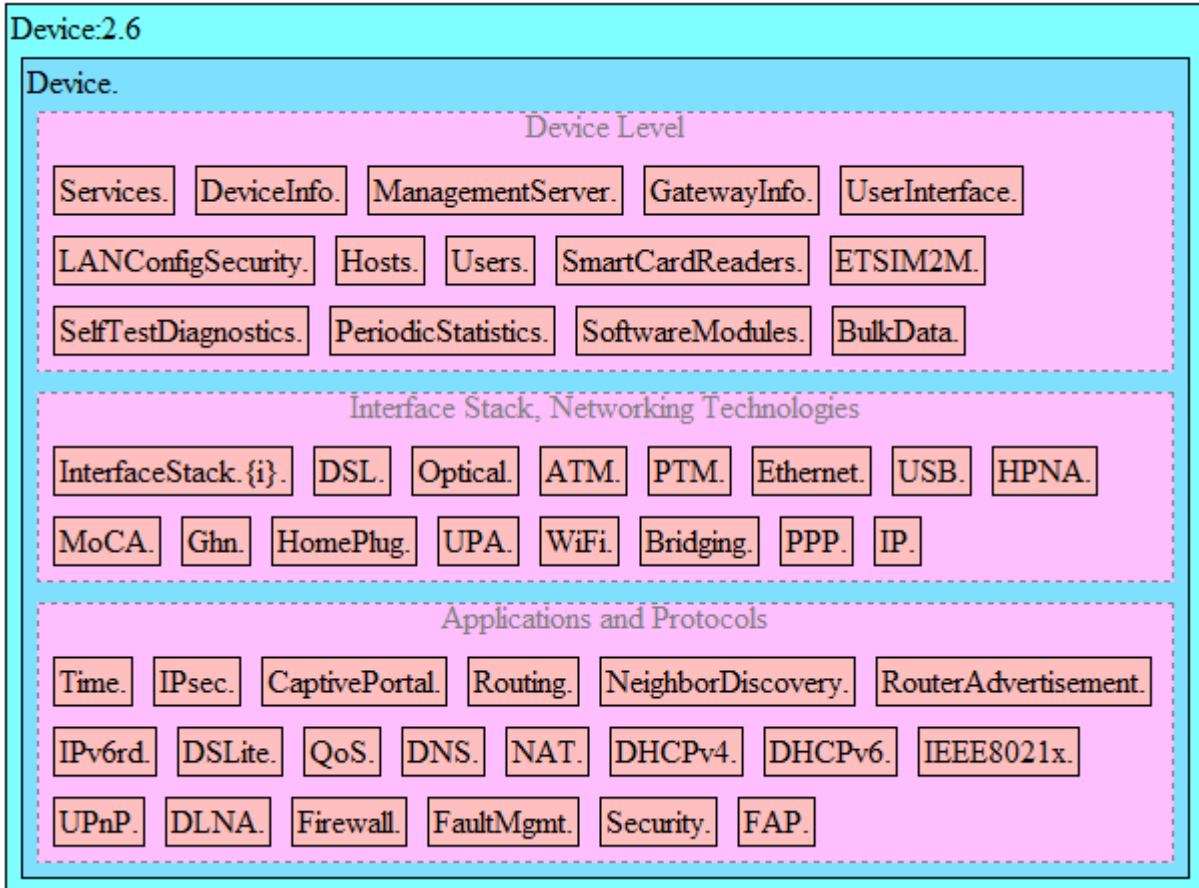 Device:2.6
Device.
Device Level
Services. DeviceInfo. ManagementServer. GatewayInfo. UserInterface.
LANConfigSecurity. Hosts. Users. SmartCardReaders. ETSIM2M.
SelfTestDiagnostics. PeriodicStatistics. SoftwareModules. BulkData.
Interface Stack, Networking Technologies
InterfaceStack.{i}. DSL. Optical. ATM. PTM. Ethernet. USB. HPNA.
MoCA. Ghn. HomePlug. UPA. WiFi. Bridging. PPP. IP.
Applications and Protocols
Time. IPsec. CaptivePortal. Routing. NeighborDiscovery. RouterAdvertisement.
IPv6rd. DSLite. QoS. DNS. NAT. DHCPv4. DHCPv6. IEEE8021x.
UPnP. DLNA. Firewall. FaultMgmt. Security. FAP.